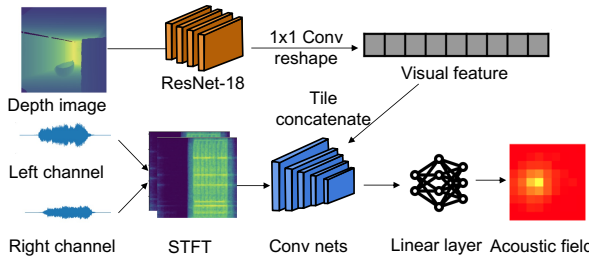 1x1 Conv
reshape
ResNet-18
Visual feature
Depth image
Tile
concatenate
Left channel
Right channel
STFT
Conv nets
Linear layer
Acoustic field